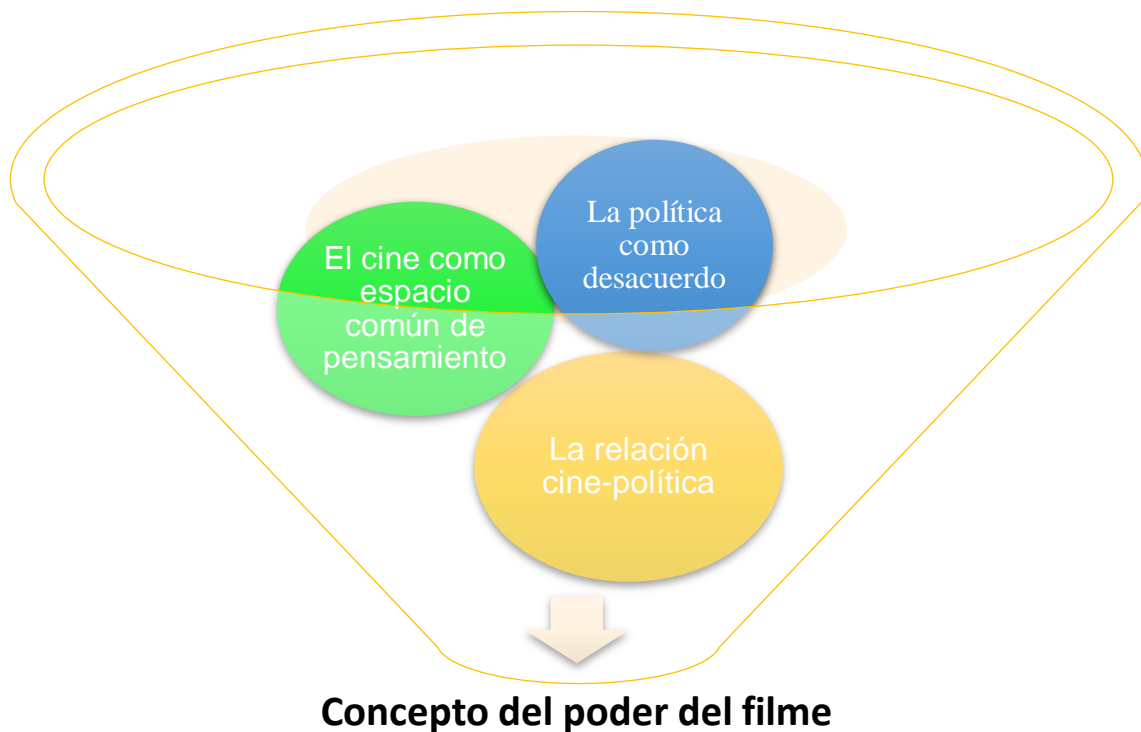 La política
como
desacuerdo
El cine como
espacio
común de
pensamiento
La relación
cine-política
Concepto del poder del filme